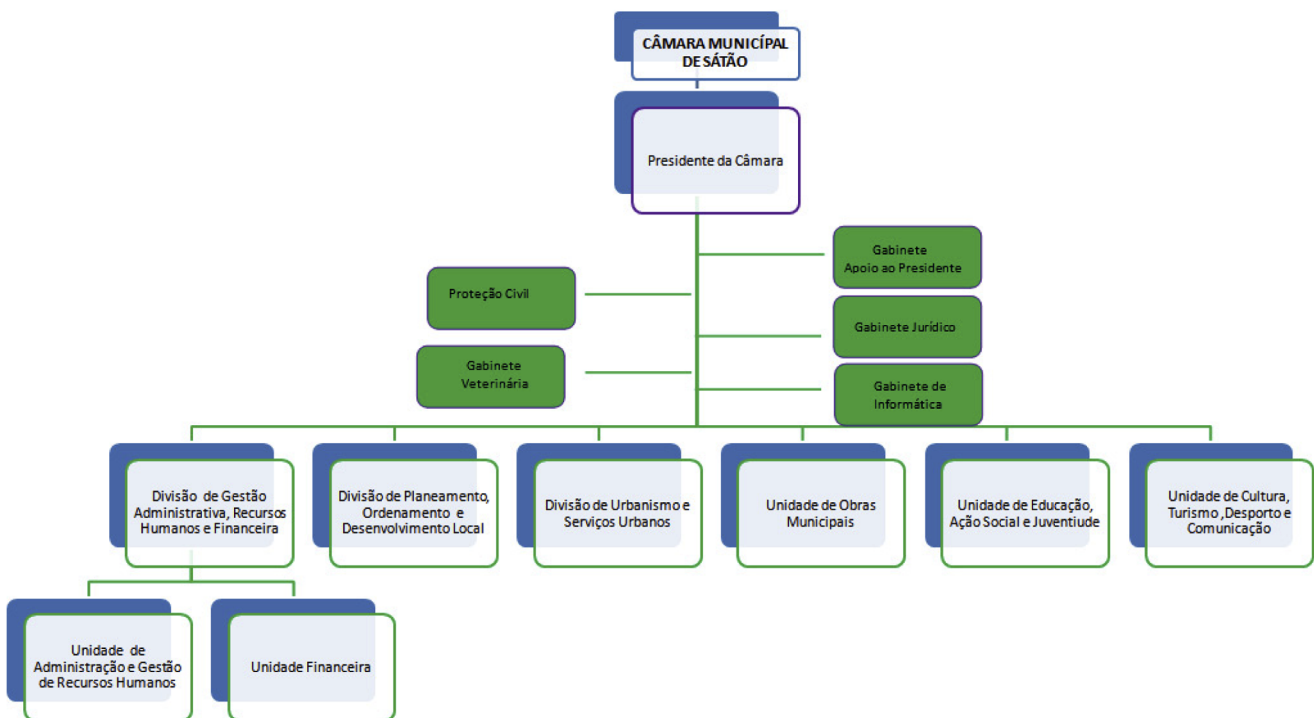 CÂMARA MUNICÍPAL
DE SÁTÃO
Presidente da Câmara
Gabinete
Apoio ao Presidente
Proteção Civil
Gabinete Jurídico
Gabinete
Veterinária
Gabinete de
Informática
Divisão de Gestão
Administrativa, Recursos
Humanos e Financeira
Divisão de Planeamento,
Ordenamento e
Desenvolvimento Local
Divisão de Urbanismo e
Serviços Urbanos
Unidade de Obras
Municipais
Unidade de Educação,
Ação Social e Juventiude
Unidade de Cultura,
Turismo ,Desporto e
Comunicação
Unidade de
Administração e Gestão
de Recursos Humanos
Unidade Financeira